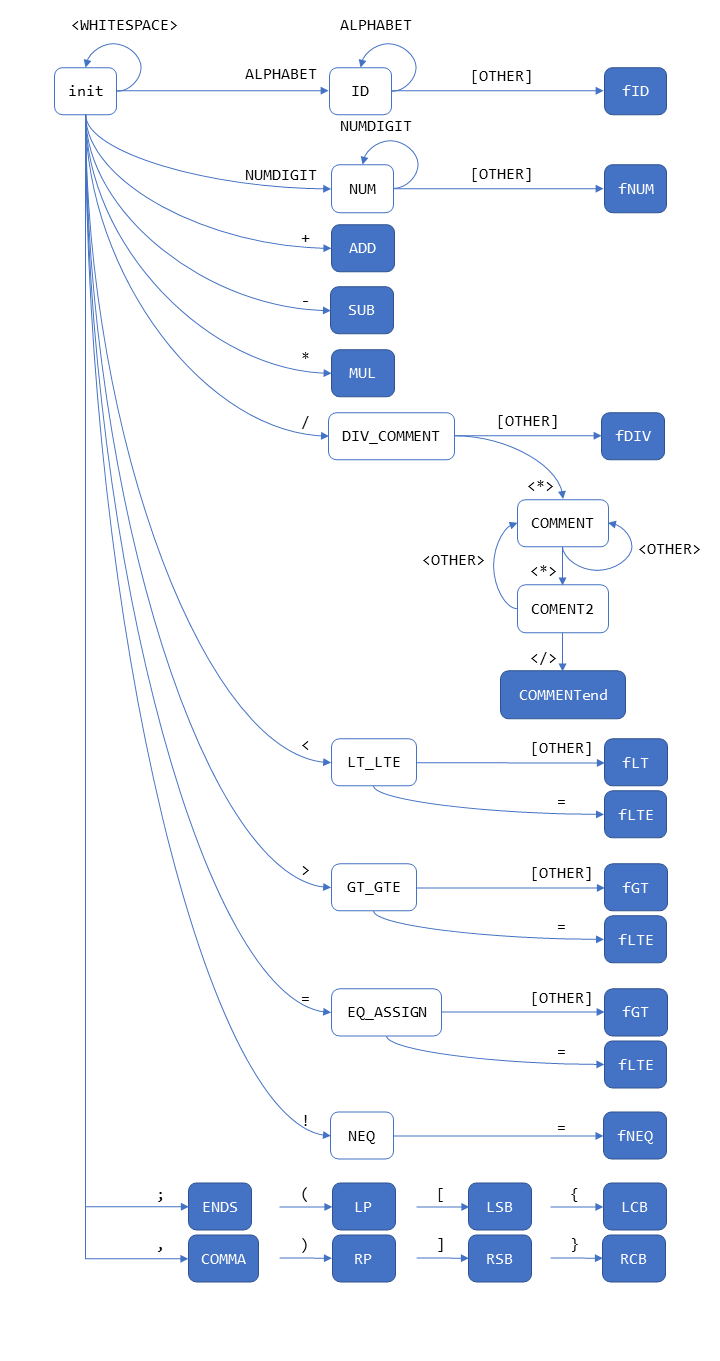 <WHITESPACE>
ALPHABET
init
ALPHABET
ID
[OTHER]
fID
NUMDIGIT
NUMDIGIT
NUM
[OTHER]
fNUM
+
ADD
-
SUB
*
MUL
/
DIV_COMMENT
[OTHER]
fDIV
<*>
COMMENT
<OTHER>
<OTHER>
<*>
COMENT2
</>
COMMENTend
<
LT_LTE
[OTHER]
fLT
=
fLTE
>
GT_GTE
[OTHER]
fGT
=
fLTE
=
EQ_ASSIGN
[OTHER]
fGT
=
fLTE
!
NEQ
=
fNEQ
;
ENDS
(
LP
[
LSB
{
LCB
,
COMMA
)
RP
]
RSB
}
RCB